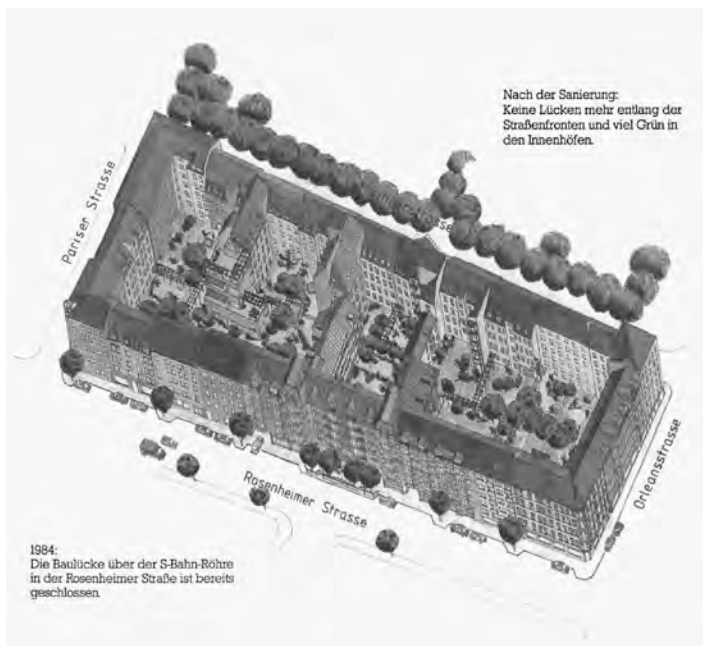 Nach der Sanierung:
Keine Lücken mehr entlang der
Straßenfronten und viel Grün in
den Innenhöfen.
Pariser Strasse
Orleansstrasse
Rosenheimer Strasse
1984:
Die Baulücke über der S-Bahn-Röhre
in der Rosenheimer Straße ist bereits
geschlossen.